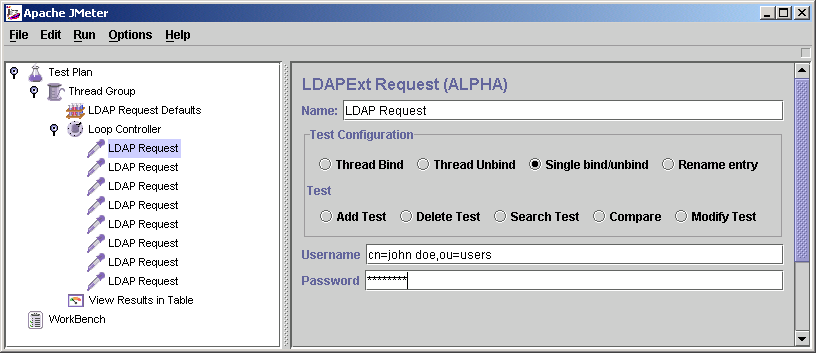 Apache JMeter
File Edit Run Options Help
Test Plan
Thread Group
LDAP Request Defaults
Loop Controller
LDAP Request
LDAP Request
LDAP Request
LDAP Request
LDAP Request
LDAP Request
LDAP Request
LDAP Request
View Results in Table
WorkBench
LDAPExt Request (ALPHA)
Name: LDAP Request
Test Configuration
Thread Bind Thread Unbind Single bind/unbind Rename entry
Test
Add Test Delete Test Search Test Compare Modify Test
Username cn=john doe,ou=users
Password ********